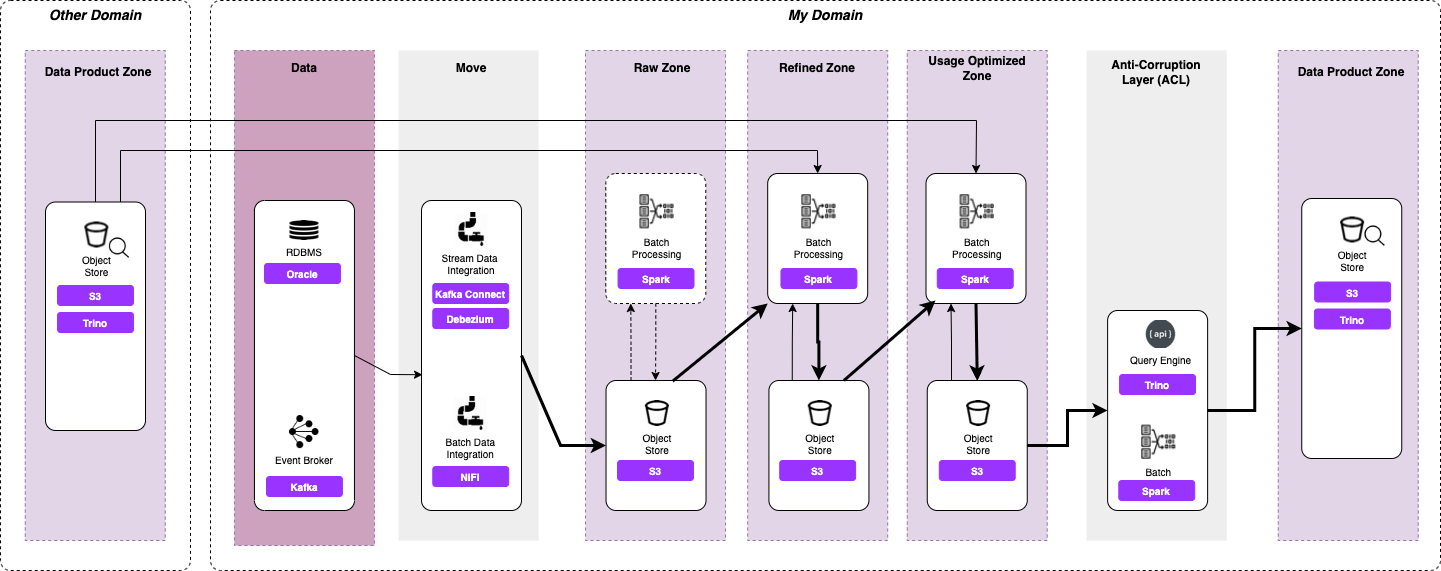 Other Domain
Data Product Zone
Object
Store
S3
Trino
My Domain
Data
RDBMS
Oracle
Event Broker
Kafka
Move
Stream Data
Integration
Kafka Connect
Debezium
Batch Data
Integration
NIFI
Raw Zone
Batch
Processing
Spark
Object
Store
S3
Refined Zone
Batch
Processing
Spark
Object
Store
S3
Usage Optimized
Zone
Batch
Processing
Spark
Object
Store
S3
Anti-Corruption
Layer (ACL)
{ api }
Query Engine
Trino
Batch
Spark
Data Product Zone
Object
Store
S3
Trino